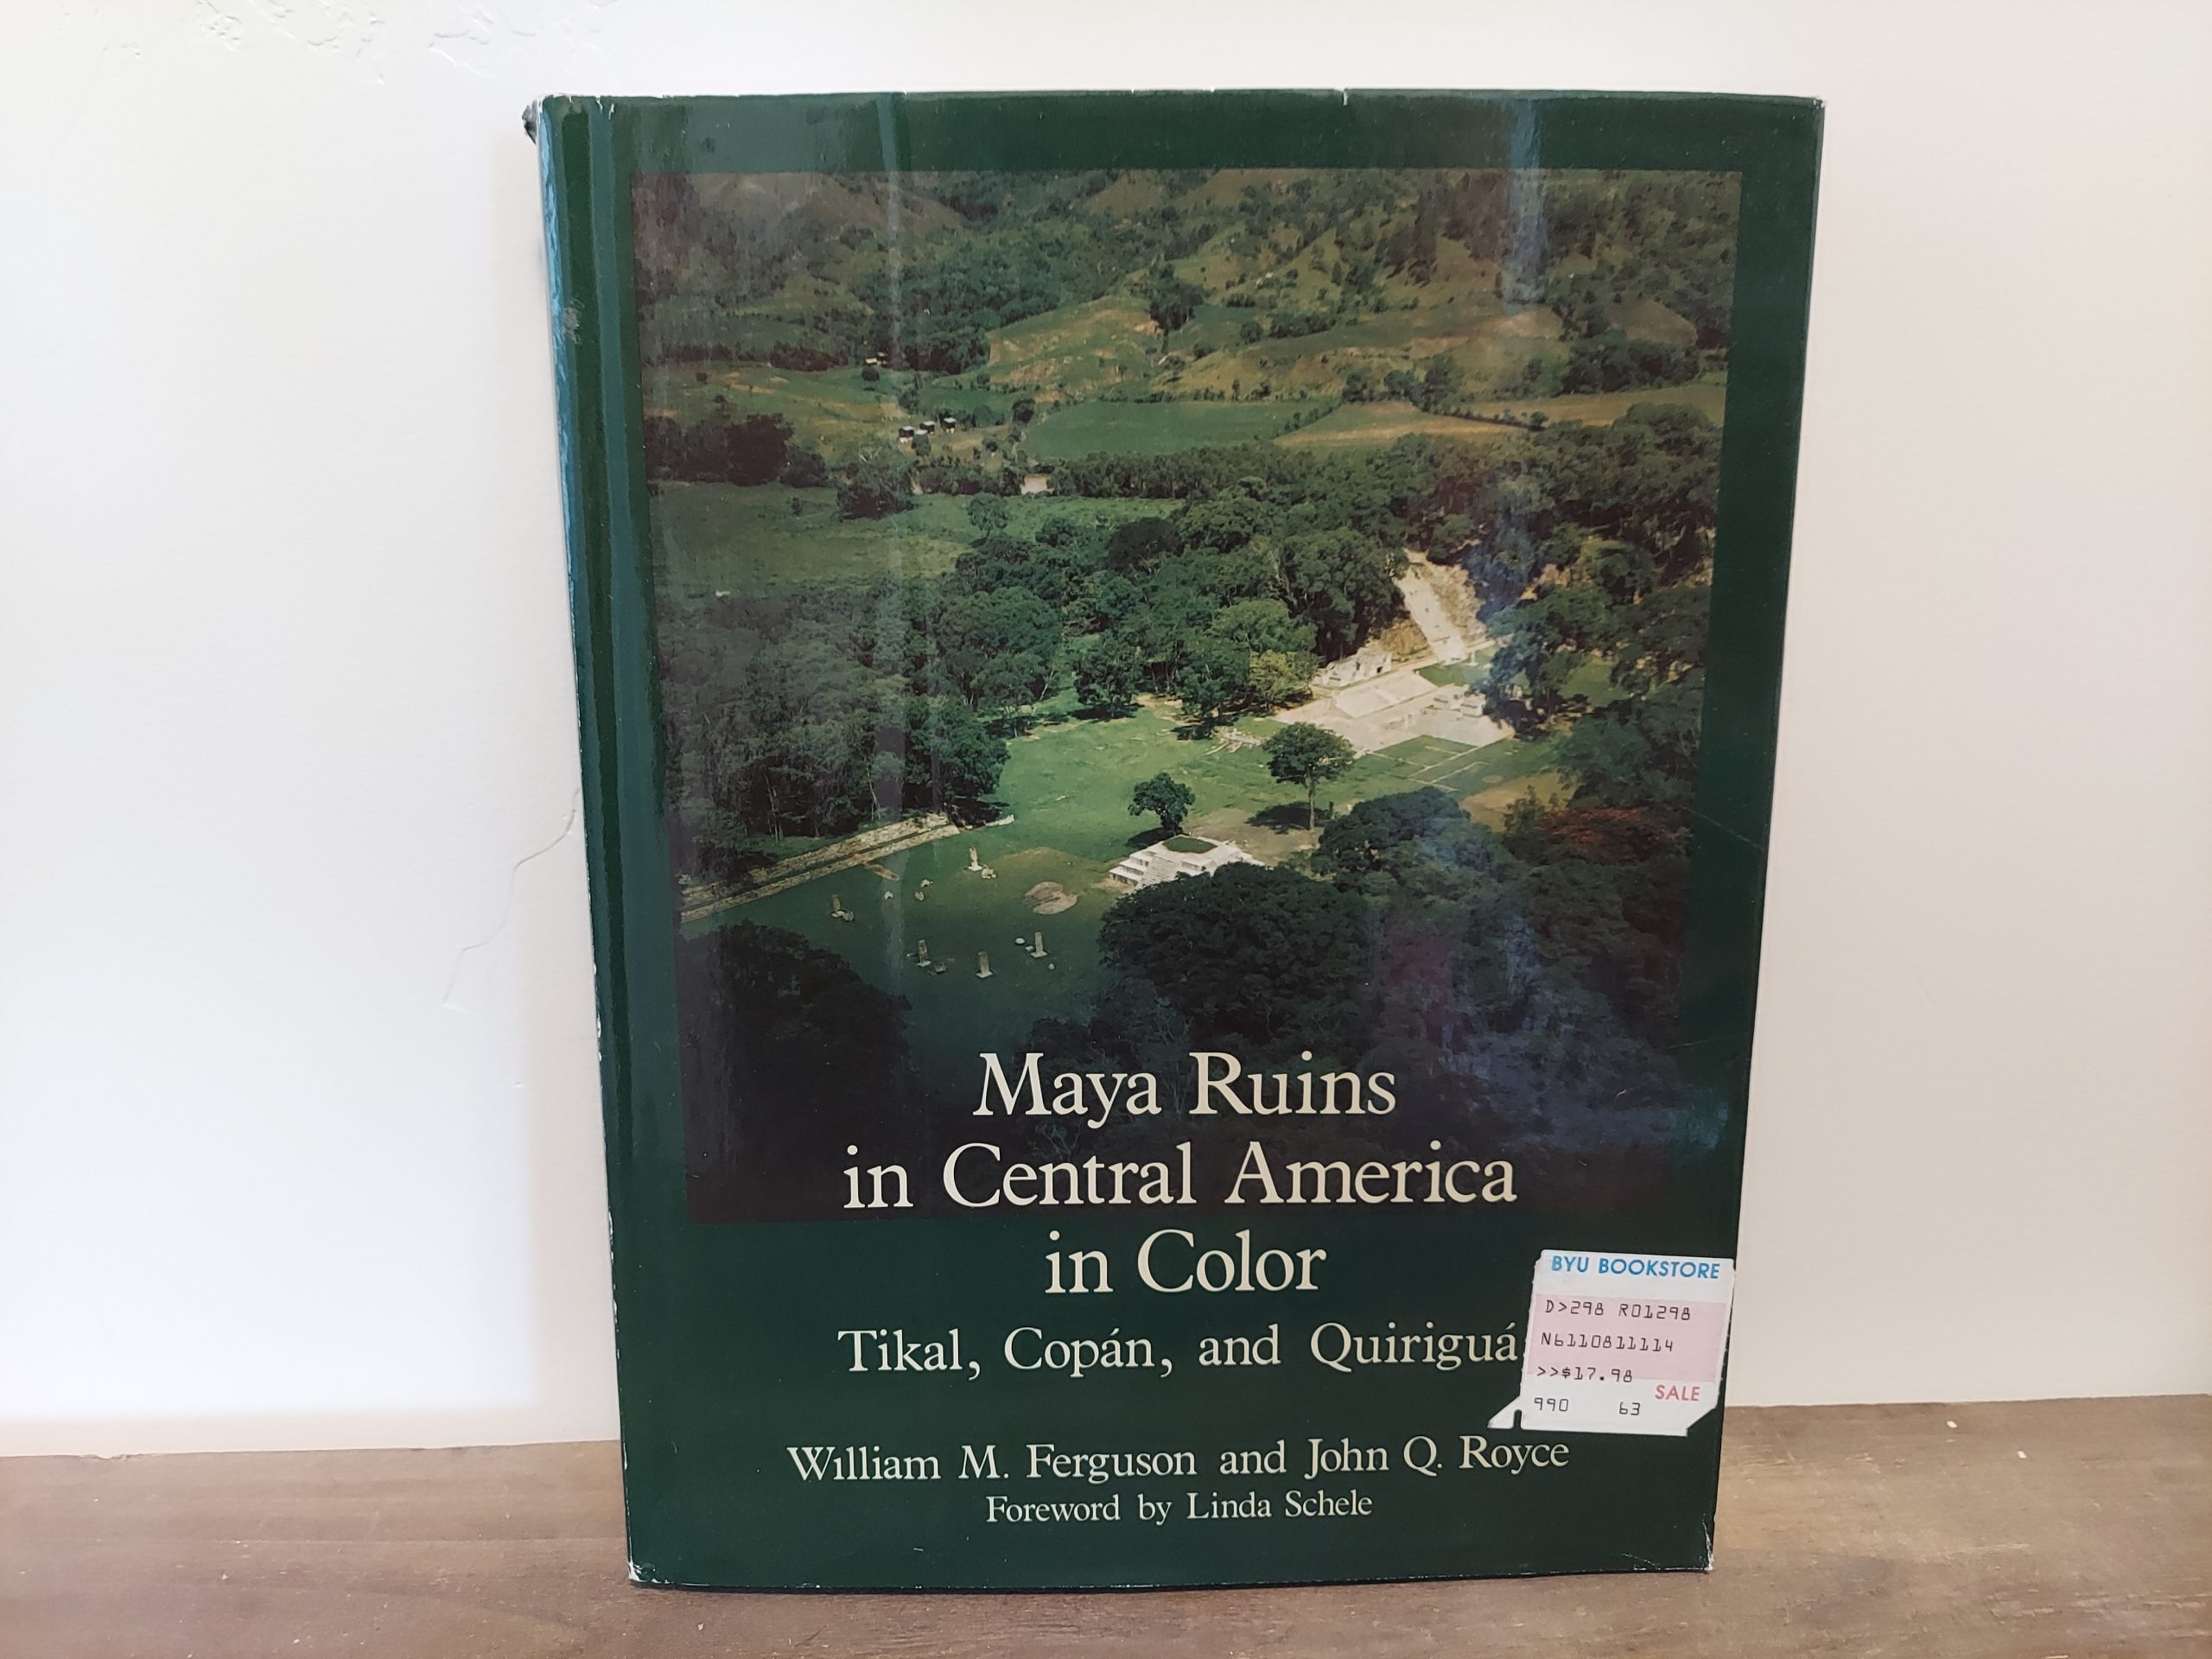 Maya Ruins
in Central America
in Color
Tikal, Copán, and Quiriguá
BYU BOOKSTORE
D>298 R01298
N6110811114
>>$17.98
SALE
990 63
William M. Ferguson and John Q. Royce
Foreword by Linda Schele